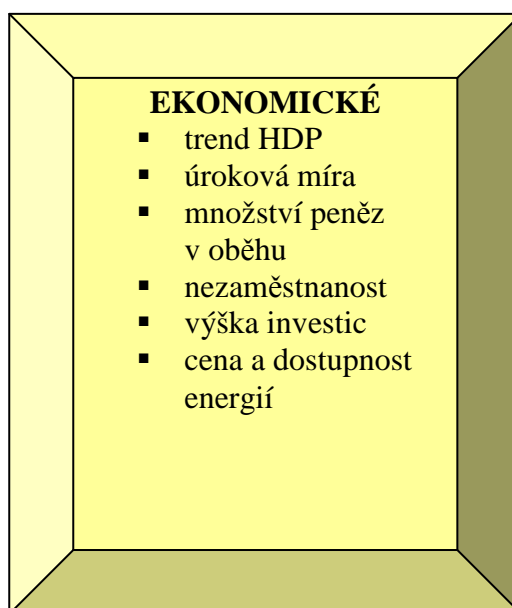 EKONOMICKÉ
▪ trend HDP
▪ úroková míra
▪ množství peněz
v oběhu
▪ nezaměstnanost
▪ výška investic
▪ cena a dostupnost
energií